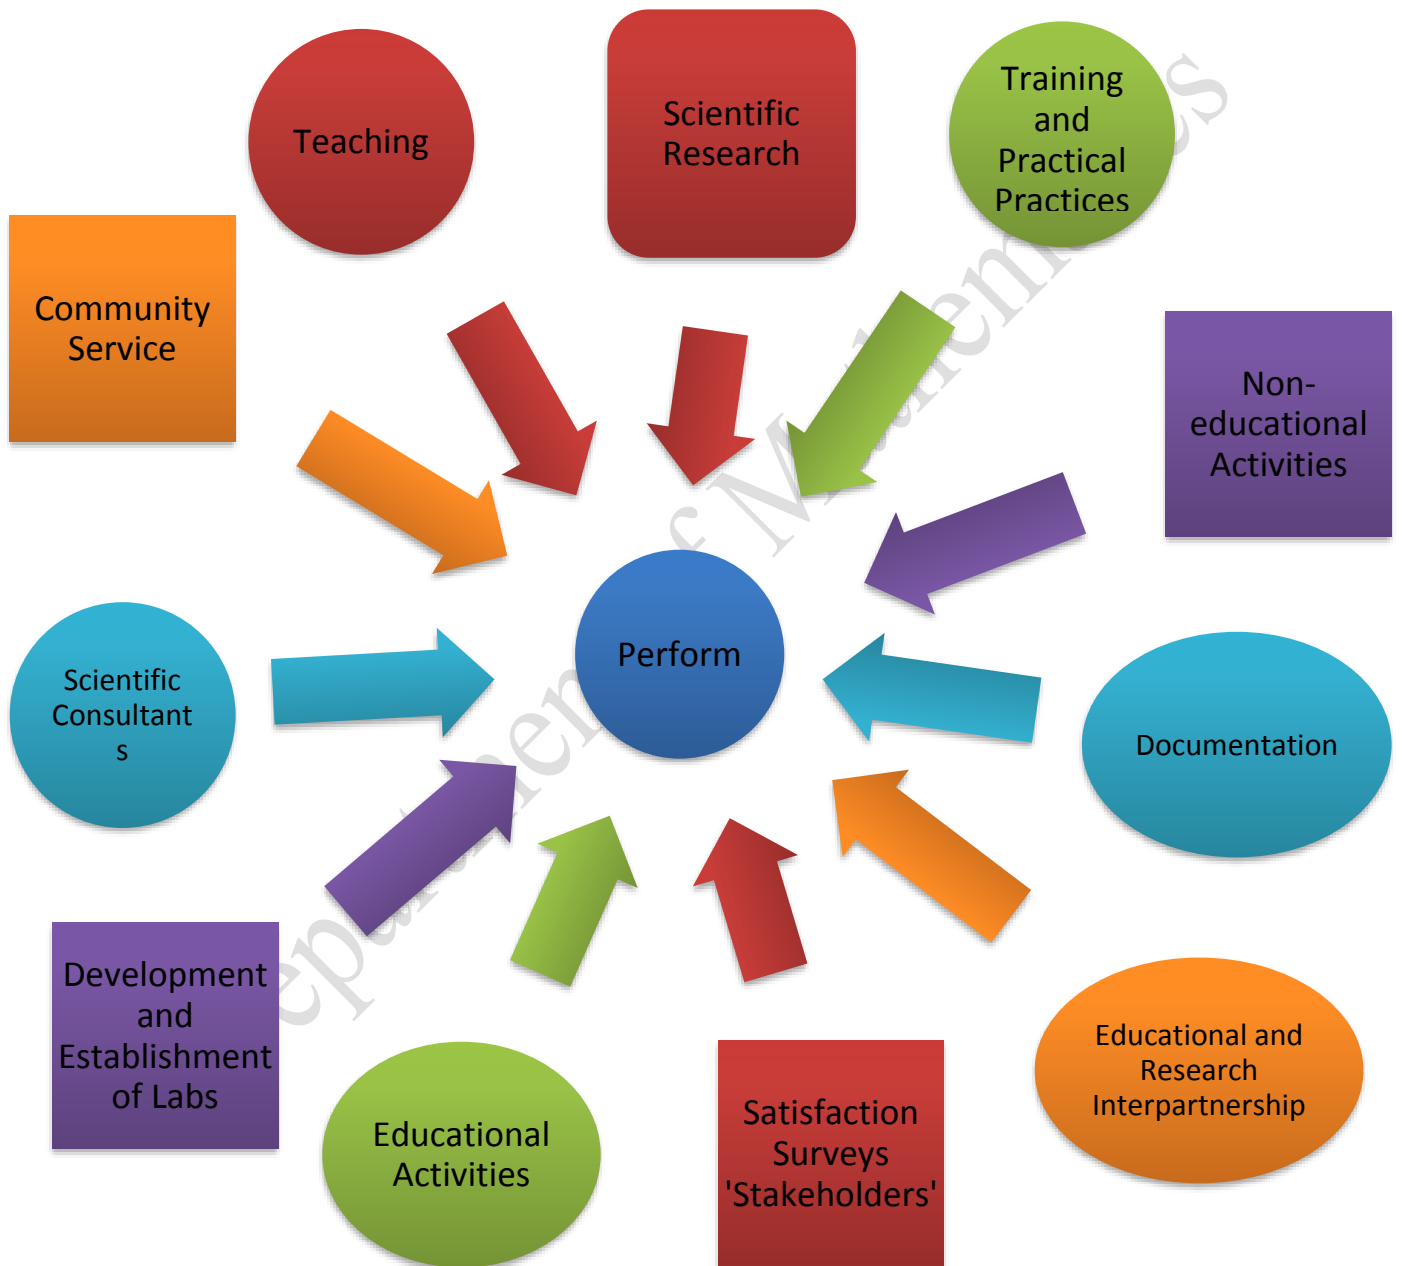 Teaching
Scientific
Research
Training
and
Practical
Practices
Community
Service
Non-
educational
Activities
Perform
Scientific
Consultant
s
Documentation
Development
and
Establishment
of Labs
Educational
Activities
Satisfaction
Surveys
'Stakeholders'
Educational and
Research
Interpartnership